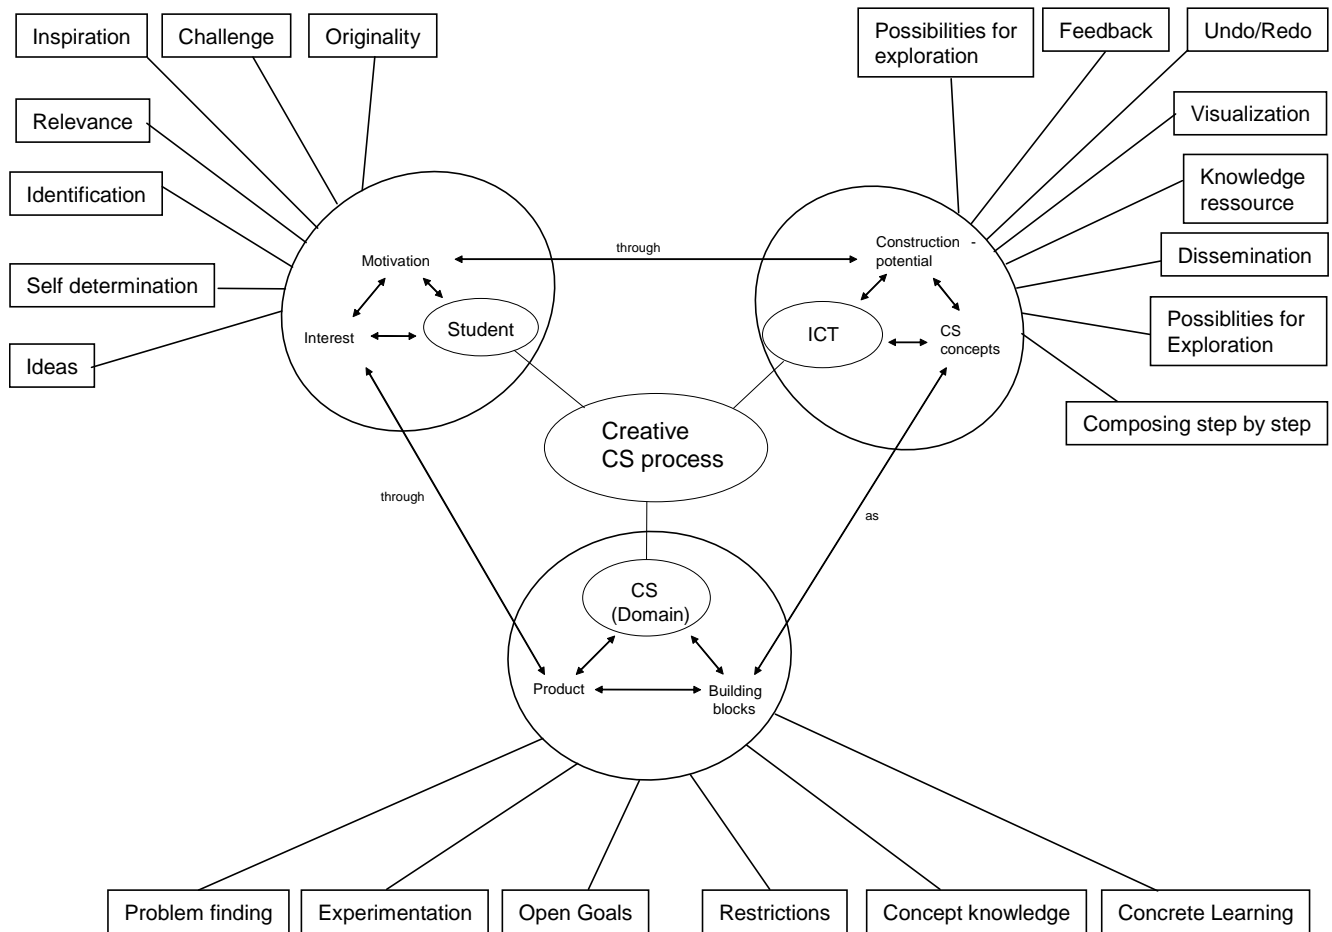 Inspiration
Challenge
Originality
Possibilities for
exploration
Feedback
Undo/Redo
Relevance
Visualization
Identification
Knowledge
ressource
Self determination
Dissemination
Ideas
Possiblities for
Exploration
Composing step by step
Motivation
through
Construction -
potential
Interest
Student
ICT
CS
concepts
Creative
CS process
through
as
CS
(Domain)
Product
Building
blocks
Problem finding
Experimentation
Open Goals
Restrictions
Concept knowledge
Concrete Learning